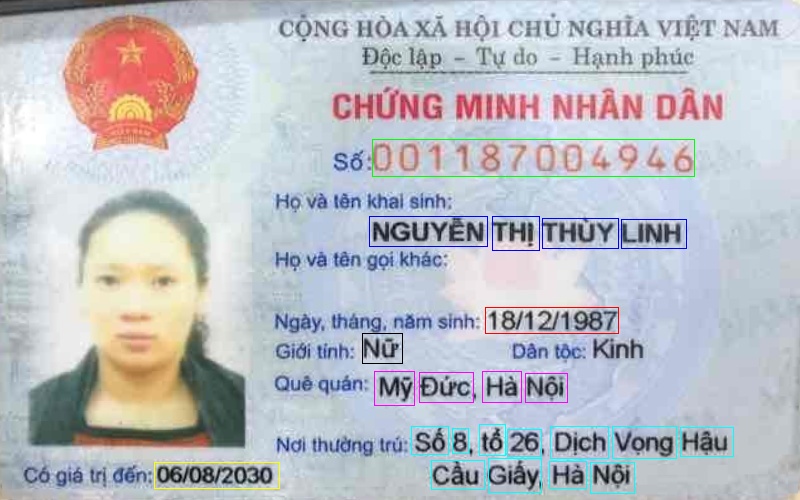 CỘNG HÒA XÃ HỘI CHỦ NGHĨA VIỆT NAM
Độc lập - Tự do - Hạnh phúc
CHỨNG MINH NHÂN DÂN
Số: 001187004946
Họ và tên khai sinh:
NGUYỄN THỊ THÙY LINH
Họ và tên gọi khác:
Ngày, tháng, năm sinh: 18/12/1987
Giới tính: Nữ Dân tộc: Kinh
Quê quán: Mỹ Đức, Hà Nội
Nơi thường trú: Số 8, tổ 26, Dịch Vọng Hậu
Cầu Giấy, Hà Nội
Có giá trị đến: 06/08/2030